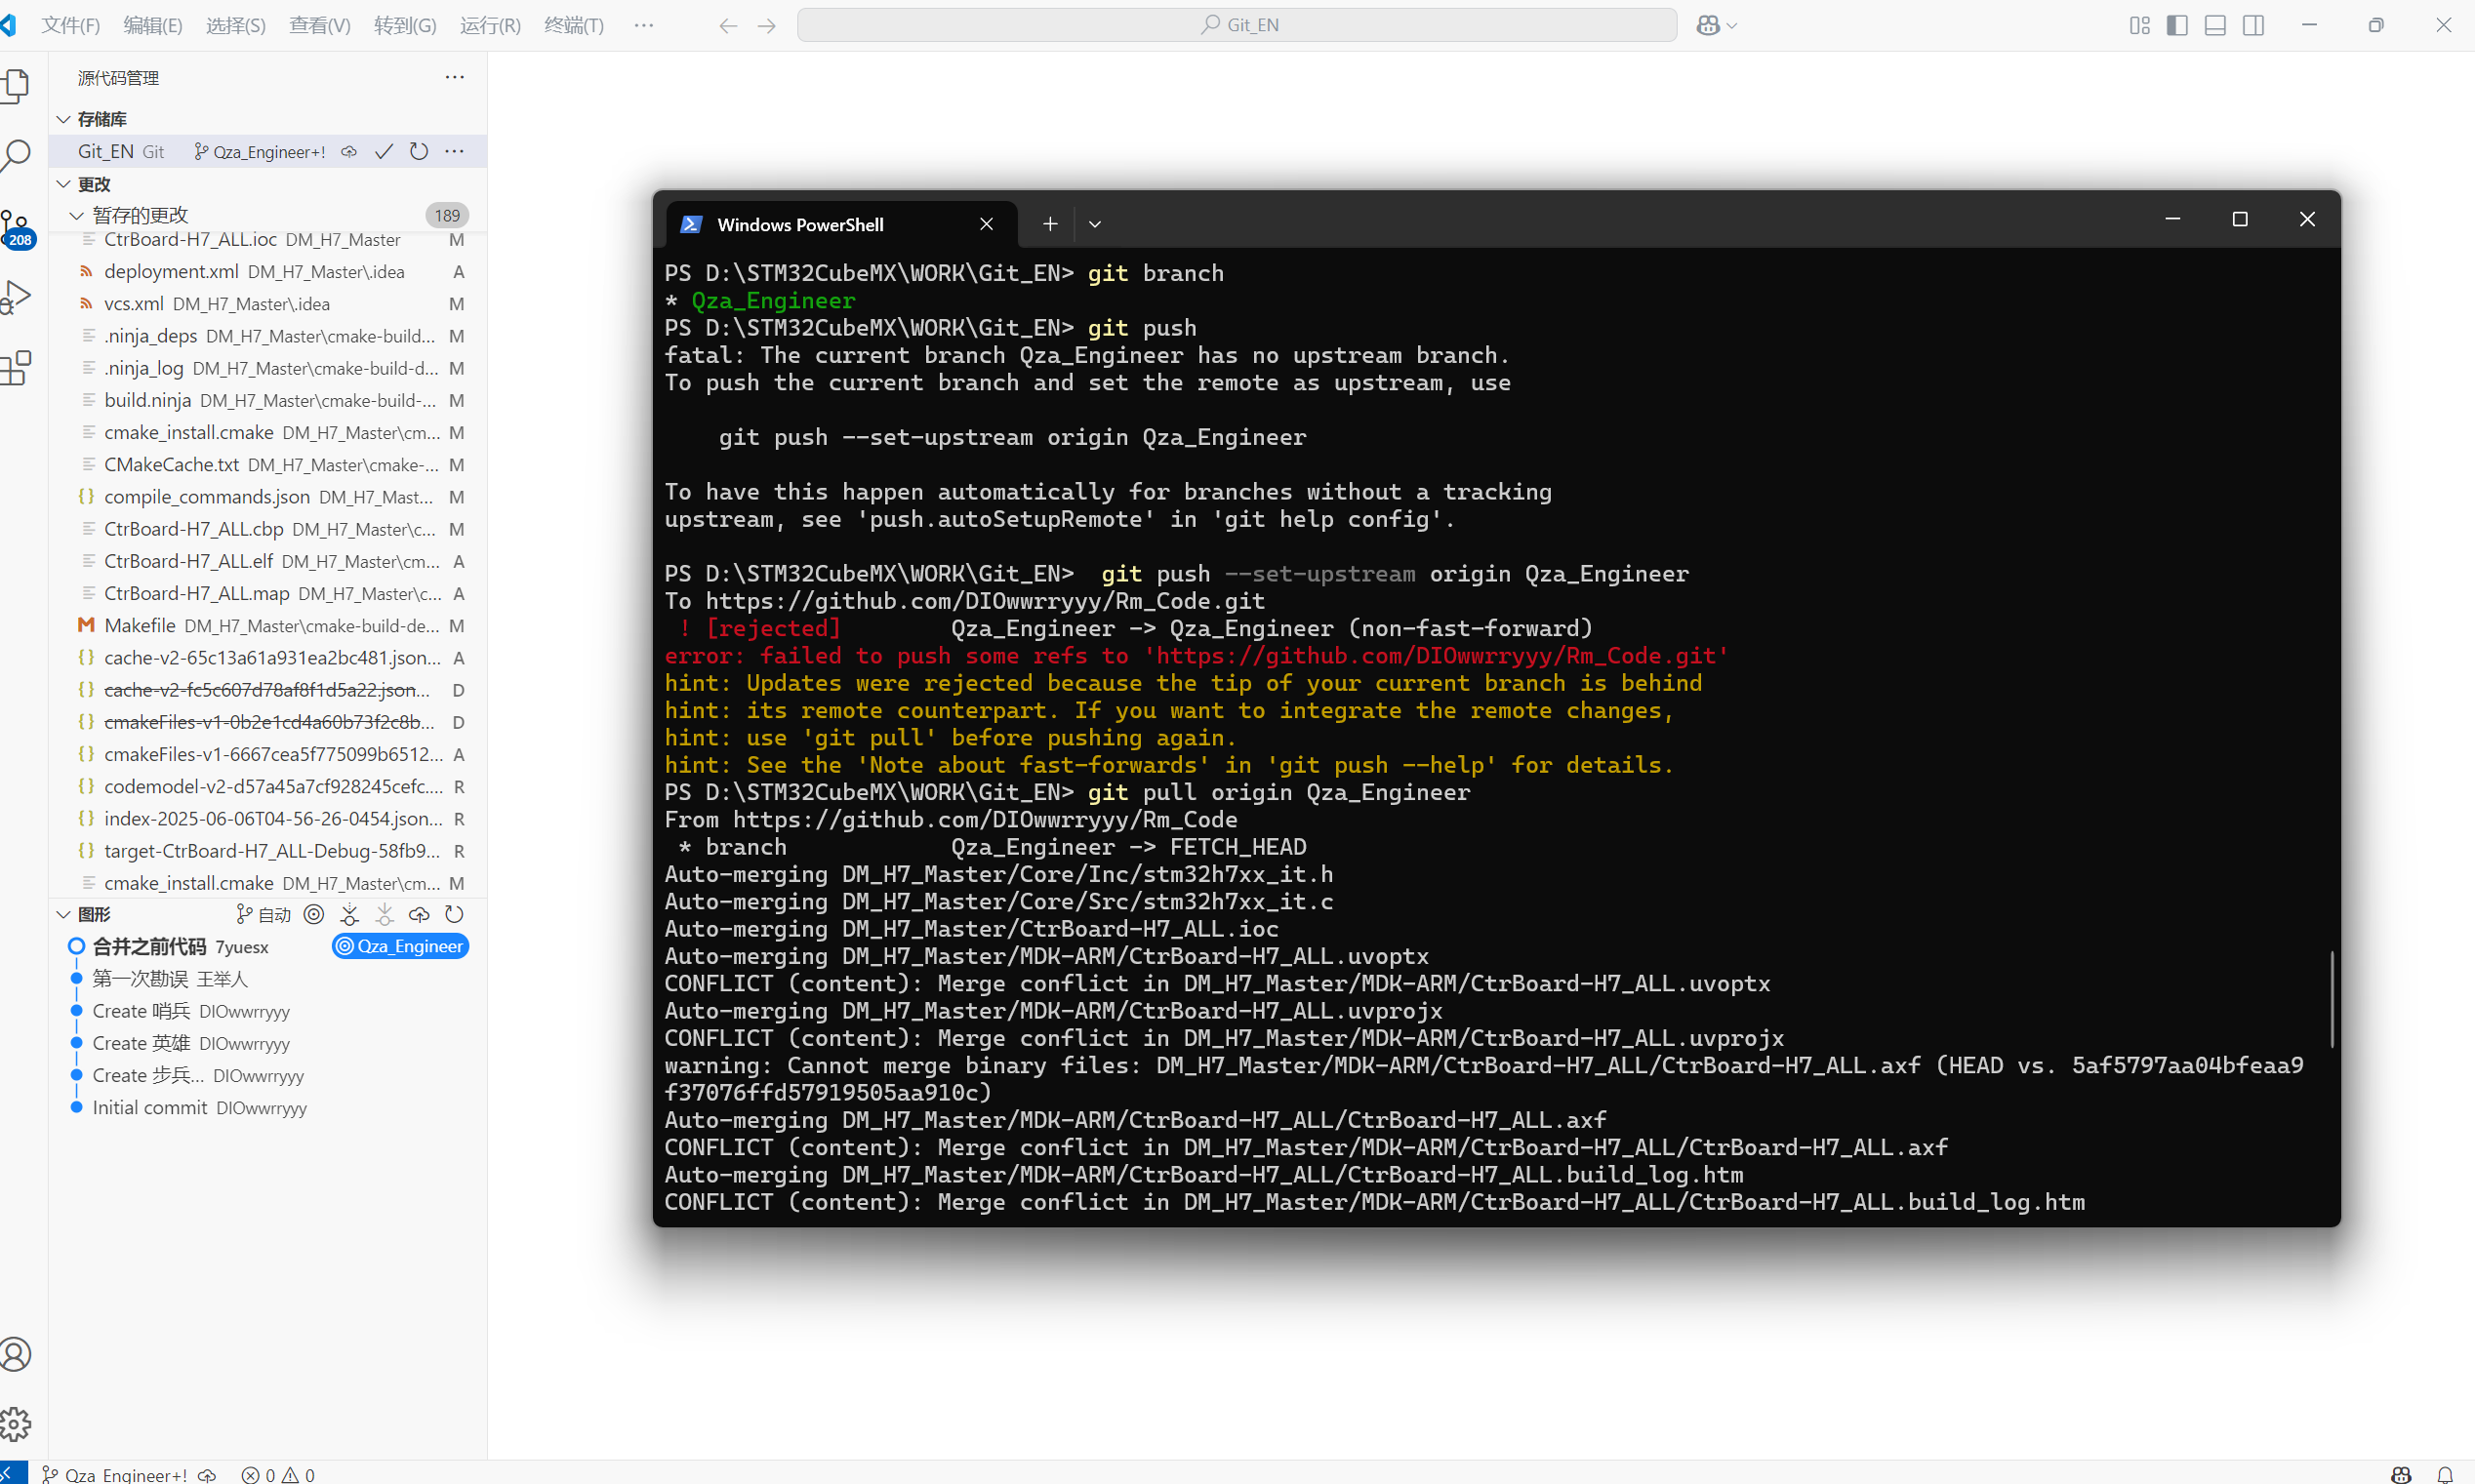 文件(F) 编辑(E) 选择(S) 查看(V) 转到(G) 运行(R) 终端(T) ··· Git_EN
源代码管理
存储库
Git_EN Git Qza_Engineer+!
更改
暂存的更改 189
208
CtrBoard-H7_ALL.ioc DM_H7_Master M
deployment.xml DM_H7_Master\.idea A
vcs.xml DM_H7_Master\.idea M
.ninja_deps DM_H7_Master\cmake-build... M
.ninja_log DM_H7_Master\cmake-build-d... M
build.ninja DM_H7_Master\cmake-build-... M
cmake_install.cmake DM_H7_Master\cm... M
CMakeCache.txt DM_H7_Master\cmake-... M
compile_commands.json DM_H7_Mast... M
CtrBoard-H7_ALL.cbp DM_H7_Master\c... M
CtrBoard-H7_ALL.elf DM_H7_Master\cm... A
CtrBoard-H7_ALL.map DM_H7_Master\c... A
Makefile DM_H7_Master\cmake-build-de... M
cache-v2-65c13a61a931ea2bc481.json... A
cache-v2-fc5c607d78af8f1d5a22.json... D
cmakeFiles-v1-0b2e1cd4a60b73f2c8b... D
cmakeFiles-v1-6667cea5f775099b6512... A
codemodel-v2-d57a45a7cf928245cefc.... R
index-2025-06-06T04-56-26-0454.json... R
target-CtrBoard-H7_ALL-Debug-58fb9... R
cmake_install.cmake DM_H7_Master\cm... M
图形 自动
合并之前代码 7yuesx Qza_Engineer
第一次勘误 王举人
Create 哨兵 DIOwwrryyy
Create 英雄 DIOwwrryyy
Create 步兵... DIOwwrryyy
Initial commit DIOwwrryyy
Qza_Engineer+! 0 0
Windows PowerShell
PS D:\STM32CubeMX\WORK\Git_EN> git branch
* Qza_Engineer
PS D:\STM32CubeMX\WORK\Git_EN> git push
fatal: The current branch Qza_Engineer has no upstream branch.
To push the current branch and set the remote as upstream, use
git push --set-upstream origin Qza_Engineer
To have this happen automatically for branches without a tracking
upstream, see 'push.autoSetupRemote' in 'git help config'.
PS D:\STM32CubeMX\WORK\Git_EN>  git push --set-upstream origin Qza_Engineer
To https://github.com/DIOwwrryyy/Rm_Code.git
! [rejected] Qza_Engineer -> Qza_Engineer (non-fast-forward)
error: failed to push some refs to 'https://github.com/DIOwwrryyy/Rm_Code.git'
hint: Updates were rejected because the tip of your current branch is behind
hint: its remote counterpart. If you want to integrate the remote changes,
hint: use 'git pull' before pushing again.
hint: See the 'Note about fast-forwards' in 'git push --help' for details.
PS D:\STM32CubeMX\WORK\Git_EN> git pull origin Qza_Engineer
From https://github.com/DIOwwrryyy/Rm_Code
* branch Qza_Engineer -> FETCH_HEAD
Auto-merging DM_H7_Master/Core/Inc/stm32h7xx_it.h
Auto-merging DM_H7_Master/Core/Src/stm32h7xx_it.c
Auto-merging DM_H7_Master/CtrBoard-H7_ALL.ioc
Auto-merging DM_H7_Master/MDK-ARM/CtrBoard-H7_ALL.uvoptx
CONFLICT (content): Merge conflict in DM_H7_Master/MDK-ARM/CtrBoard-H7_ALL.uvoptx
Auto-merging DM_H7_Master/MDK-ARM/CtrBoard-H7_ALL.uvprojx
CONFLICT (content): Merge conflict in DM_H7_Master/MDK-ARM/CtrBoard-H7_ALL.uvprojx
warning: Cannot merge binary files: DM_H7_Master/MDK-ARM/CtrBoard-H7_ALL/CtrBoard-H7_ALL.axf (HEAD vs. 5af5797aa04bfeaa9
f37076ffd57919505aa910c)
Auto-merging DM_H7_Master/MDK-ARM/CtrBoard-H7_ALL/CtrBoard-H7_ALL.axf
CONFLICT (content): Merge conflict in DM_H7_Master/MDK-ARM/CtrBoard-H7_ALL/CtrBoard-H7_ALL.axf
Auto-merging DM_H7_Master/MDK-ARM/CtrBoard-H7_ALL/CtrBoard-H7_ALL.build_log.htm
CONFLICT (content): Merge conflict in DM_H7_Master/MDK-ARM/CtrBoard-H7_ALL/CtrBoard-H7_ALL.build_log.htm